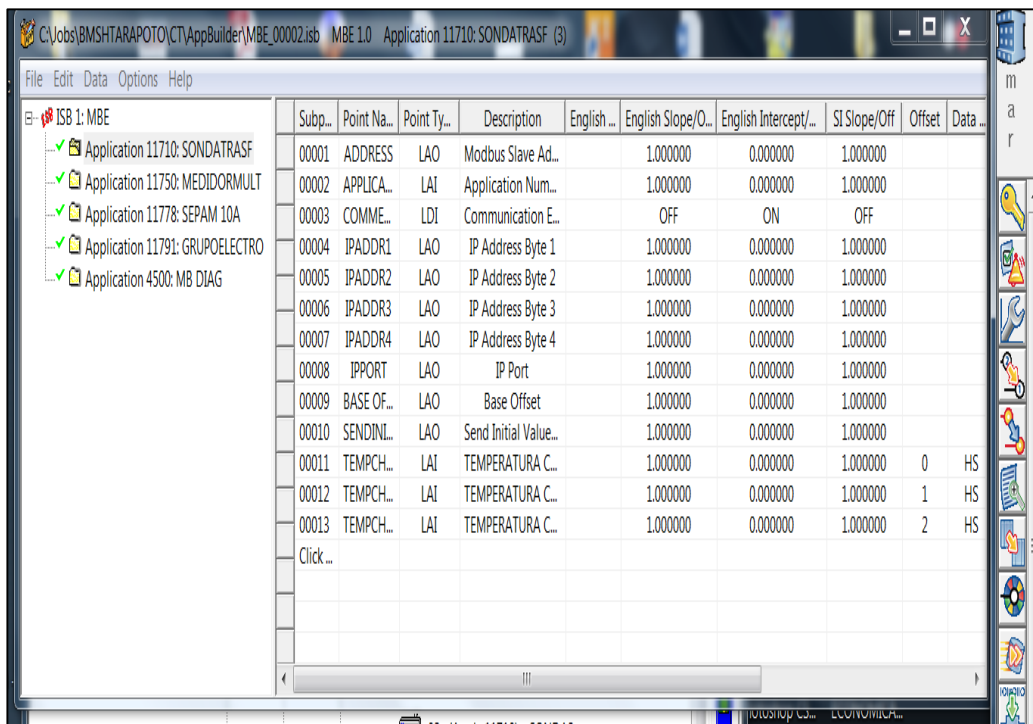 C:\Jobs\BMSHTARAPOTO\CT\AppBuilder\MBE_00002.isb MBE 1.0 Application 11710: SONDATRASF (3)
File Edit Data Options Help
ISB 1: MBE
Application 11710: SONDATRASF
Application 11750: MEDIDORMULT
Application 11778: SEPAM 10A
Application 11791: GRUPOELECTRO
Application 4500: MB DIAG
Subp... Point Na... Point Ty... Description English ... English Slope/O... English Intercept/... SI Slope/Off Offset Data ...
00001 ADDRESS LAO Modbus Slave Ad... 1.000000 0.000000 1.000000
00002 APPLICA... LAI Application Num... 1.000000 0.000000 1.000000
00003 COMME... LDI Communication E... OFF ON OFF
00004 IPADDR1 LAO IP Address Byte 1 1.000000 0.000000 1.000000
00005 IPADDR2 LAO IP Address Byte 2 1.000000 0.000000 1.000000
00006 IPADDR3 LAO IP Address Byte 3 1.000000 0.000000 1.000000
00007 IPADDR4 LAO IP Address Byte 4 1.000000 0.000000 1.000000
00008 IPPORT LAO IP Port 1.000000 0.000000 1.000000
00009 BASE OF... LAO Base Offset 1.000000 0.000000 1.000000
00010 SENDINI... LAO Send Initial Value... 1.000000 0.000000 1.000000
00011 TEMPCH... LAI TEMPERATURA C... 1.000000 0.000000 1.000000 0 HS
00012 TEMPCH... LAI TEMPERATURA C... 1.000000 0.000000 1.000000 1 HS
00013 TEMPCH... LAI TEMPERATURA C... 1.000000 0.000000 1.000000 2 HS
Click ...
m
a
r